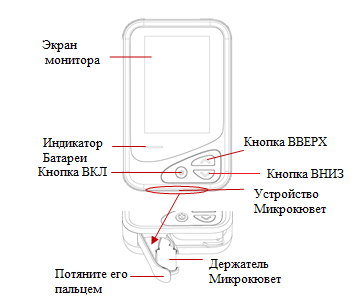 Экран
монитора
Индикатор
Батареи
Кнопка ВКЛ
Кнопка ВВЕРХ
Кнопка ВНИЗ
Устройство
Микрокювет
Держатель
Микрокювет
Потяните его
пальцем